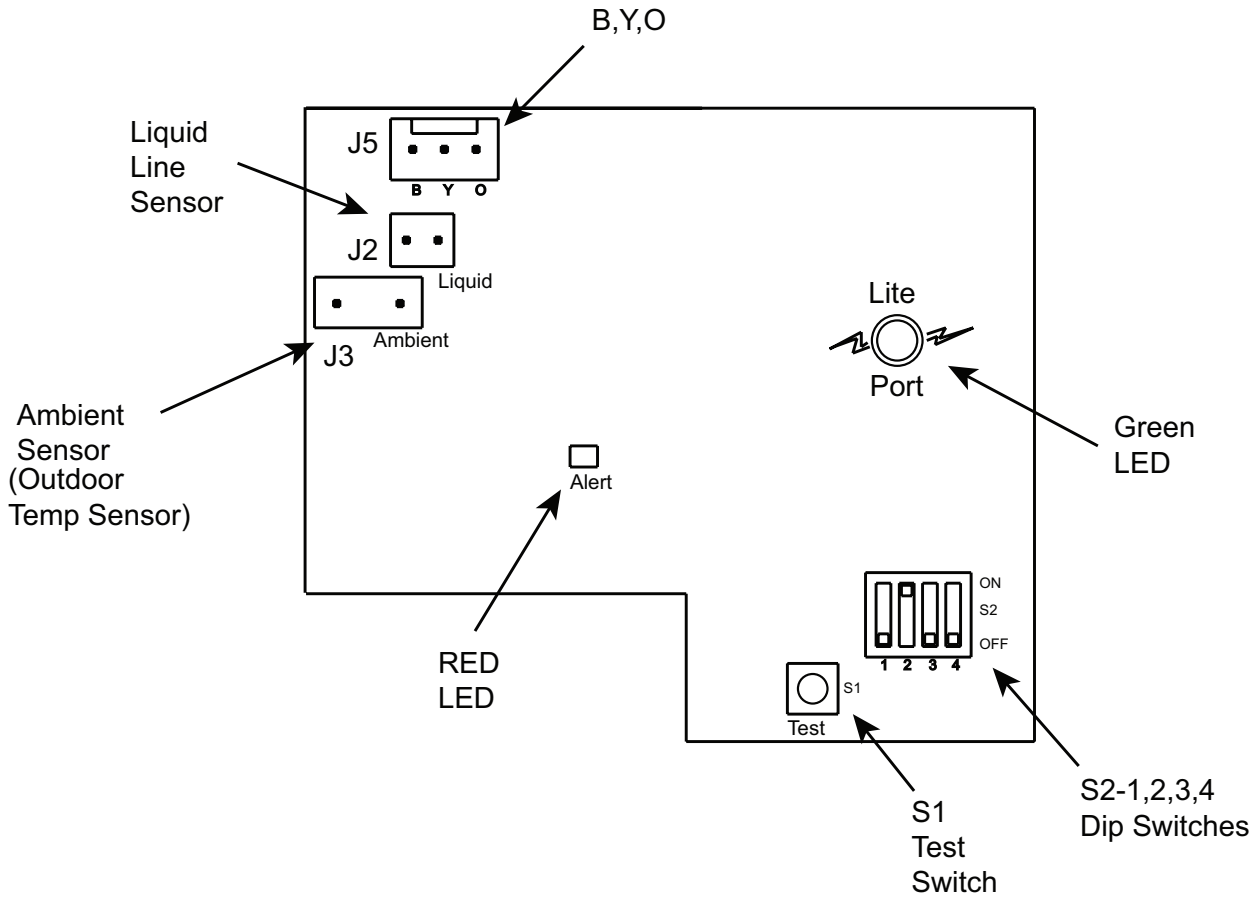 B,Y,O
Liquid
Line
Sensor
J5
B Y O
J2
Liquid
Ambient
J3
Lite
Port
Ambient
Sensor
(Outdoor
Temp Sensor)
Green
LED
Alert
RED
LED
ON
S2
OFF
1 2 3 4
S1
Test
S1
Test
Switch
S2-1,2,3,4
Dip Switches